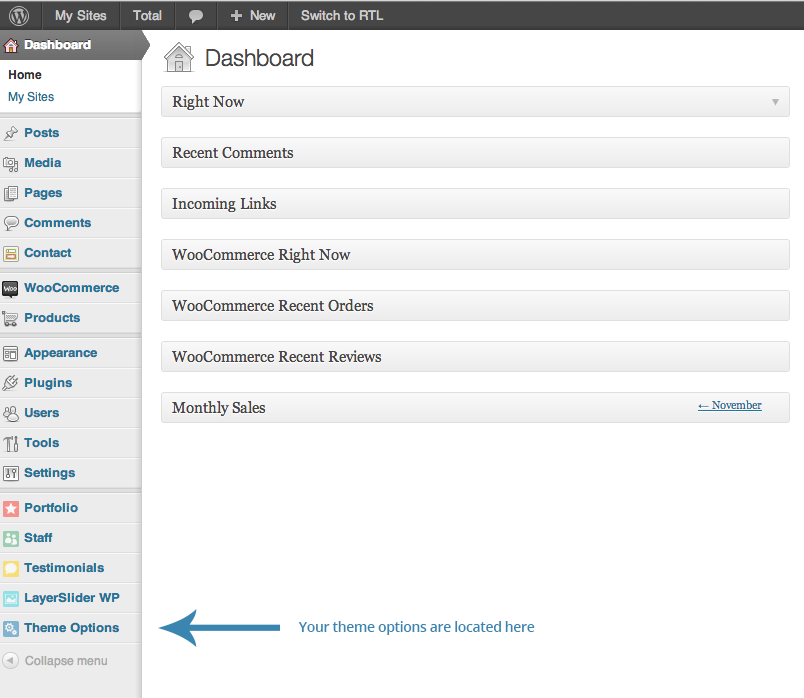 My Sites Total New Switch to RTL
Dashboard
Home
My Sites
Posts
Media
Pages
Comments
Contact
Woo WooCommerce
Products
Appearance
Plugins
Users
Tools
Settings
Portfolio
Staff
Testimonials
LayerSlider WP
Theme Options
Collapse menu
Dashboard
Right Now
Recent Comments
Incoming Links
WooCommerce Right Now
WooCommerce Recent Orders
WooCommerce Recent Reviews
Monthly Sales ← November
Your theme options are located here